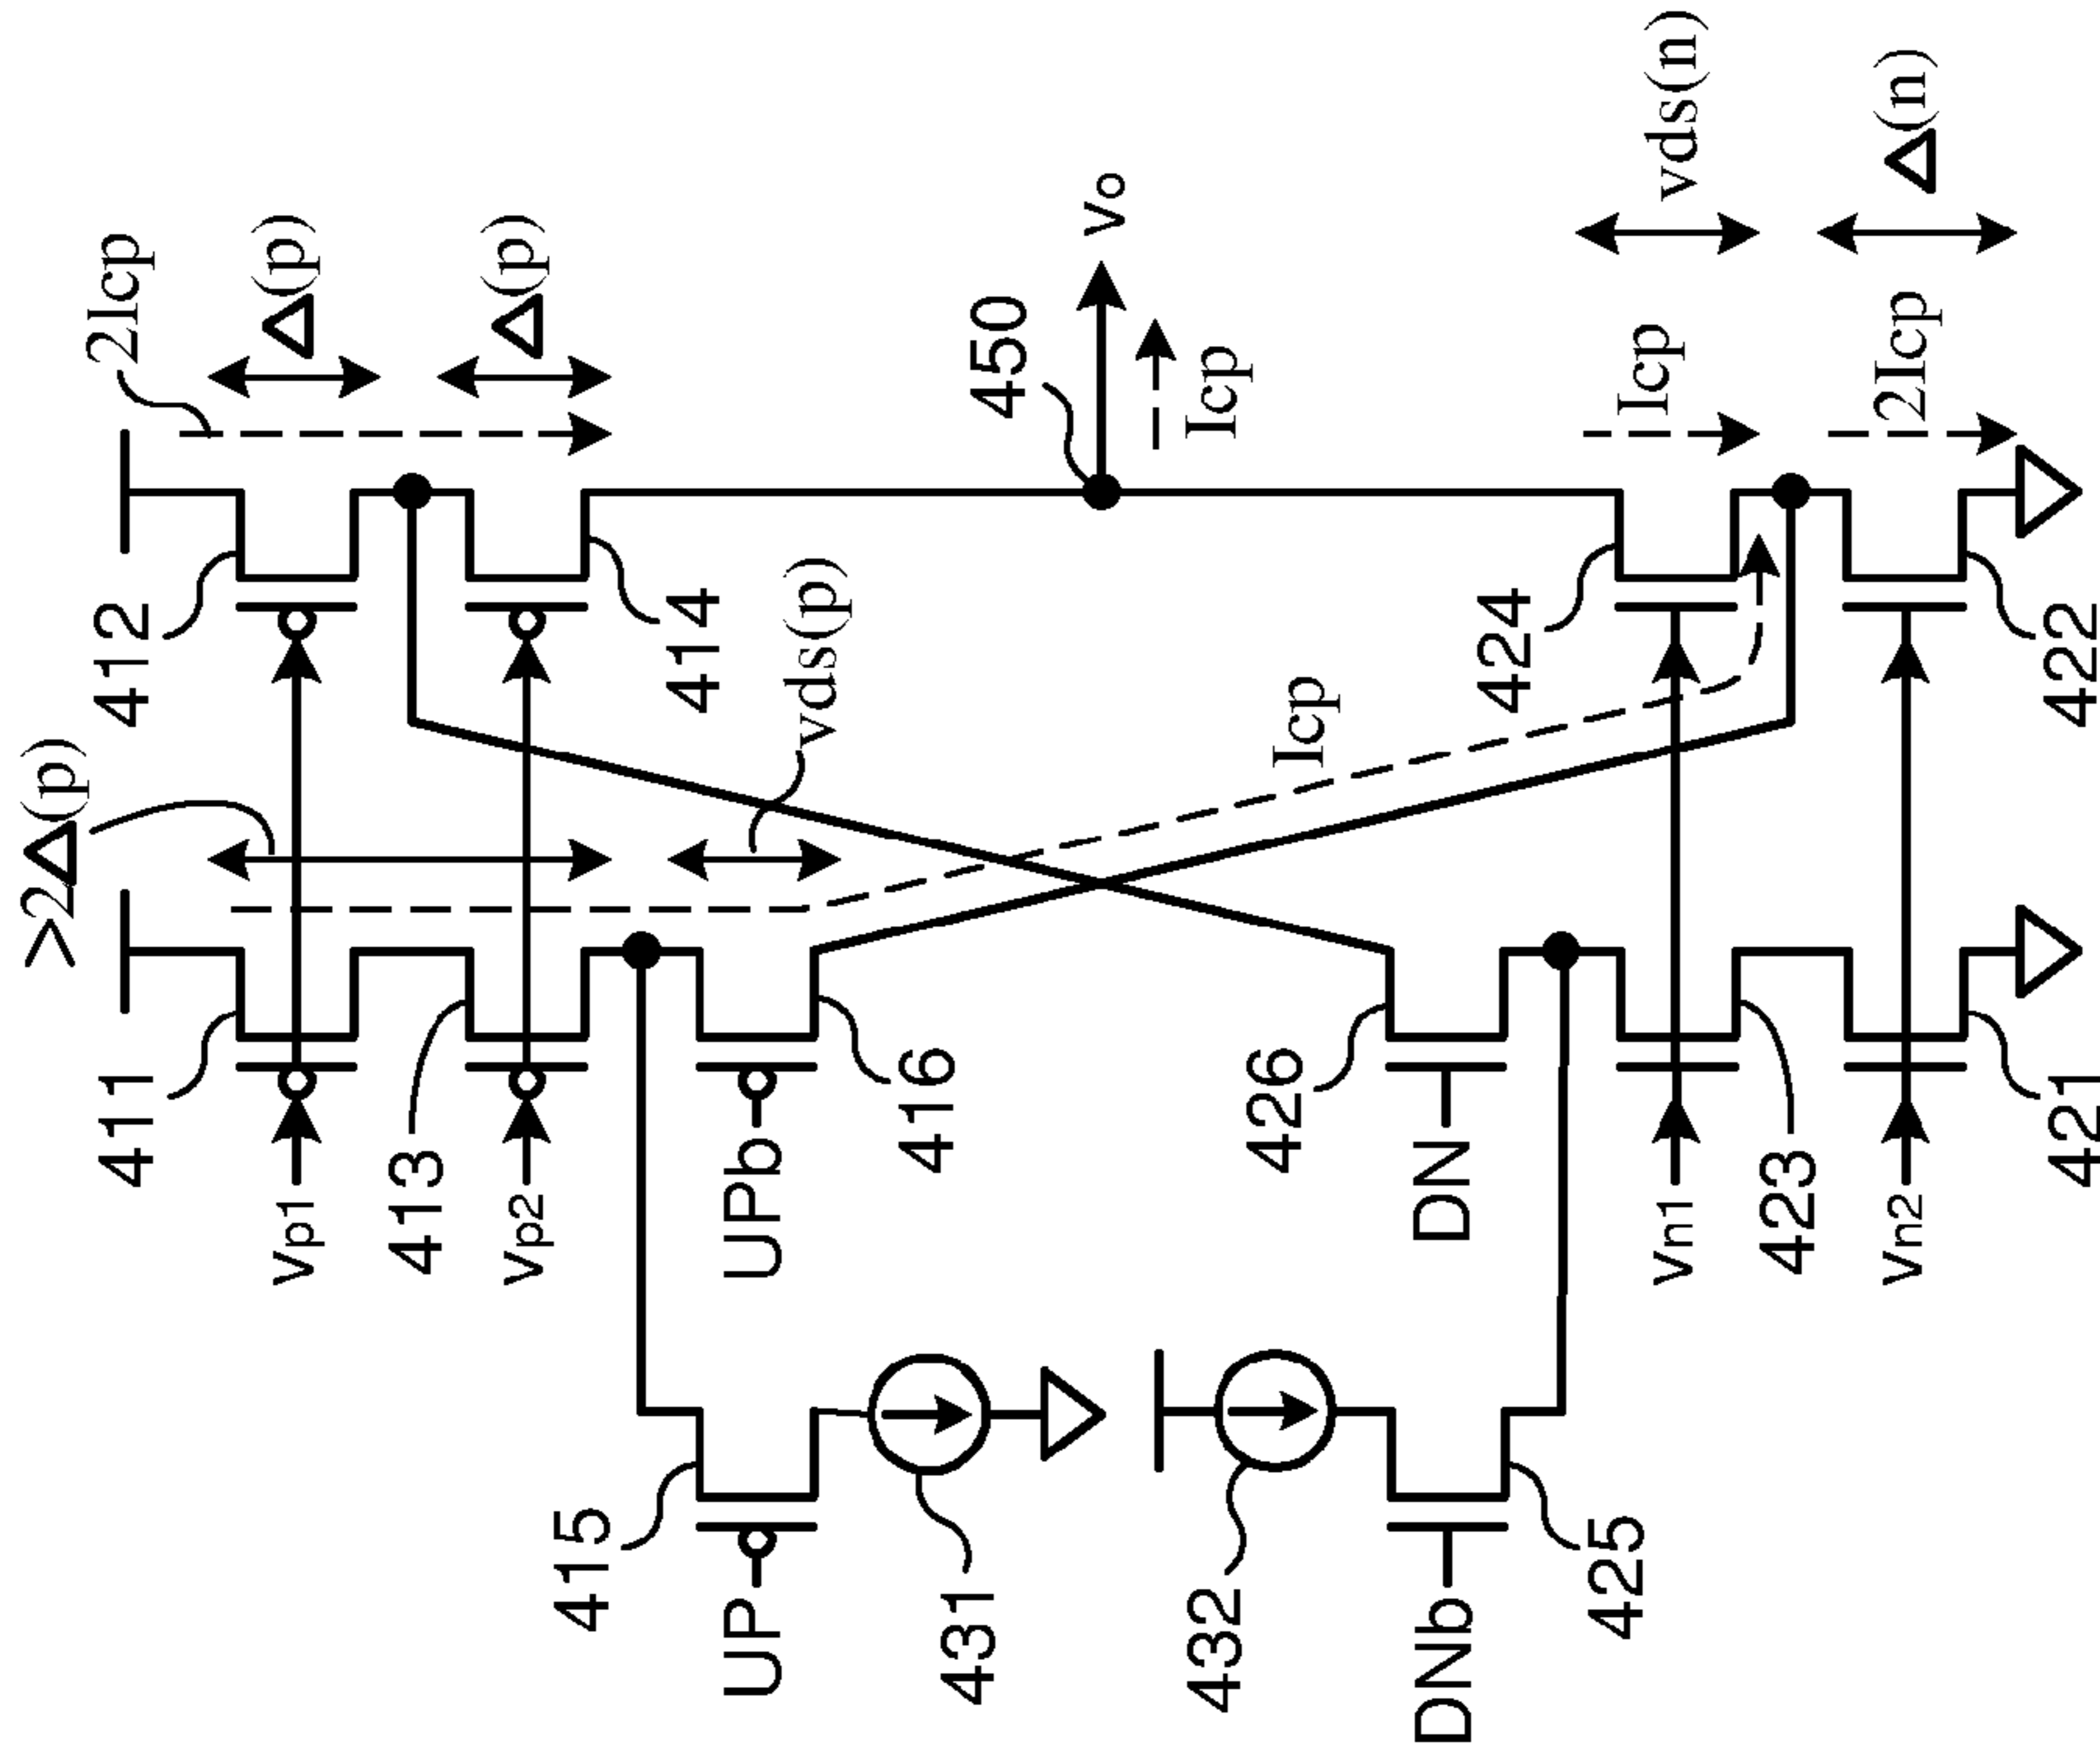 >2Δ(p)
2Icp
411
412
Δ(p)
Vp1
413
414
Δ(p)
Vp2
vds(p)
415
UP
UPb
416
431
450
Vo
Icp
Icp
432
426
DNb
DN
425
424
Icp
vds(n)
Vn1
423
2Icp
Δ(n)
Vn2
421
422